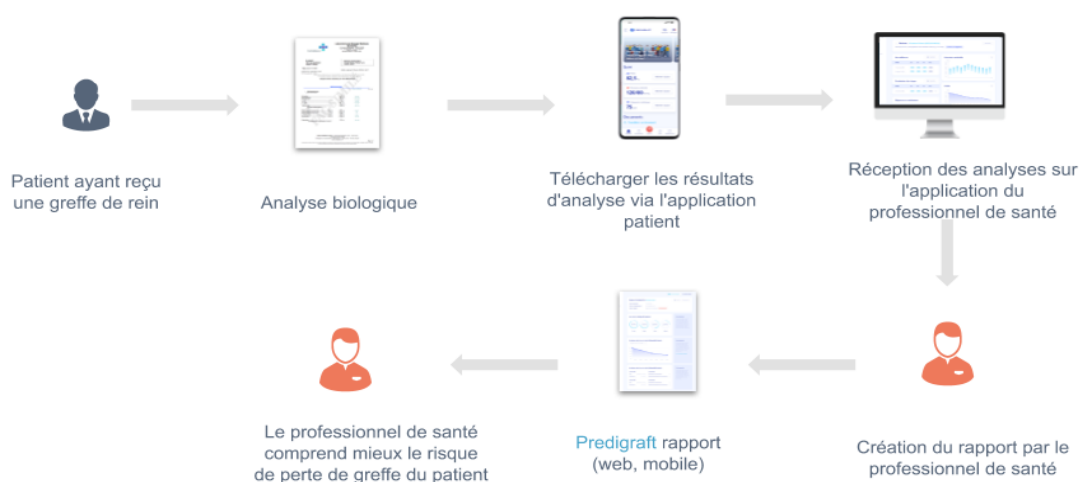 Patient ayant reçu
une greffe de rein
Analyse biologique
Télécharger les résultats
d'analyse via l'application
patient
Réception des analyses sur
l'application du
professionnel de santé
Création du rapport par le
professionnel de santé
Predigraft rapport
(web, mobile)
Le professionnel de santé
comprend mieux le risque
de perte de greffe du patient